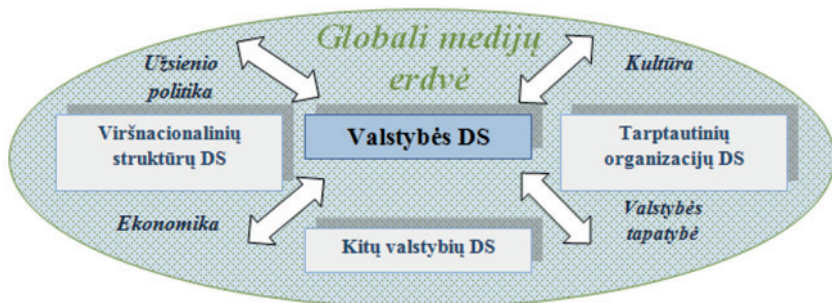 Globali medijų
erdvė
Užsienio
politika
Kultūra
Viršnacionalinių
struktūrų DS
Valstybės DS
Tarptautinių
organizacijų DS
Ekonomika
Valstybės
tapatybė
Kitų valstybių DS